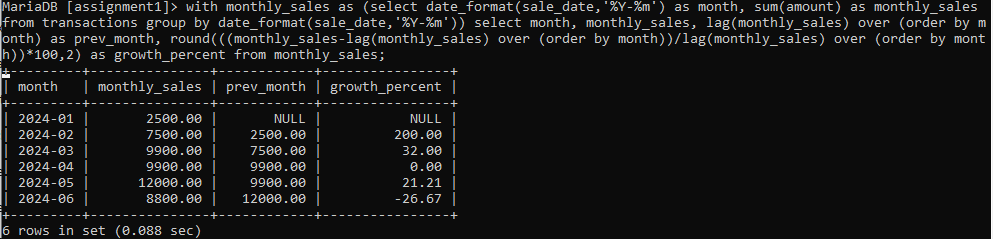 MariaDB [assignment1]> with monthly_sales as (select date_format(sale_date,'%Y-%m') as month, sum(amount) as monthly_sales
from transactions group by date_format(sale_date,'%Y-%m')) select month, monthly_sales, lag(monthly_sales) over (order by m
onth) as prev_month, round(((monthly_sales-lag(monthly_sales) over (order by month))/lag(monthly_sales) over (order by mont
h))*100,2) as growth_percent from monthly_sales;
+---------+---------------+------------+----------------+
| month   | monthly_sales | prev_month | growth_percent |
+---------+---------------+------------+----------------+
| 2024-01 |       2500.00 |       NULL |           NULL |
| 2024-02 |       7500.00 |    2500.00 |         200.00 |
| 2024-03 |       9900.00 |    7500.00 |          32.00 |
| 2024-04 |       9900.00 |    9900.00 |           0.00 |
| 2024-05 |      12000.00 |    9900.00 |          21.21 |
| 2024-06 |       8800.00 |   12000.00 |         -26.67 |
+---------+---------------+------------+----------------+
6 rows in set (0.088 sec)